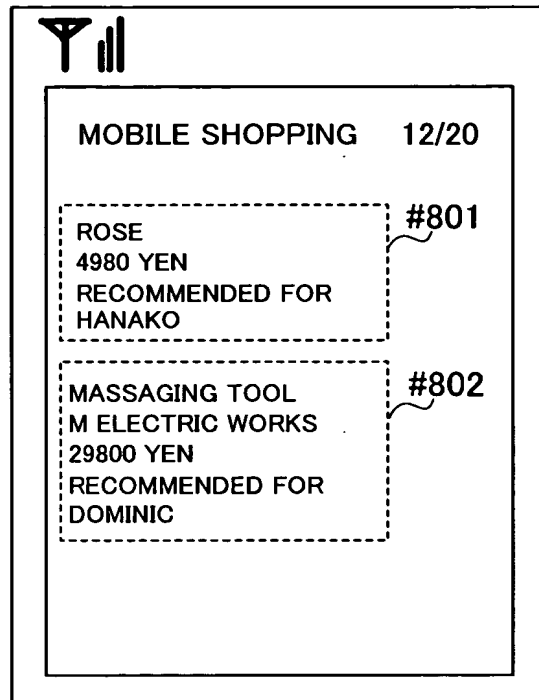 MOBILE SHOPPING 12/20
#801
ROSE
4980 YEN
RECOMMENDED FOR
HANAKO
#802
MASSAGING TOOL
M ELECTRIC WORKS
29800 YEN
RECOMMENDED FOR
DOMINIC